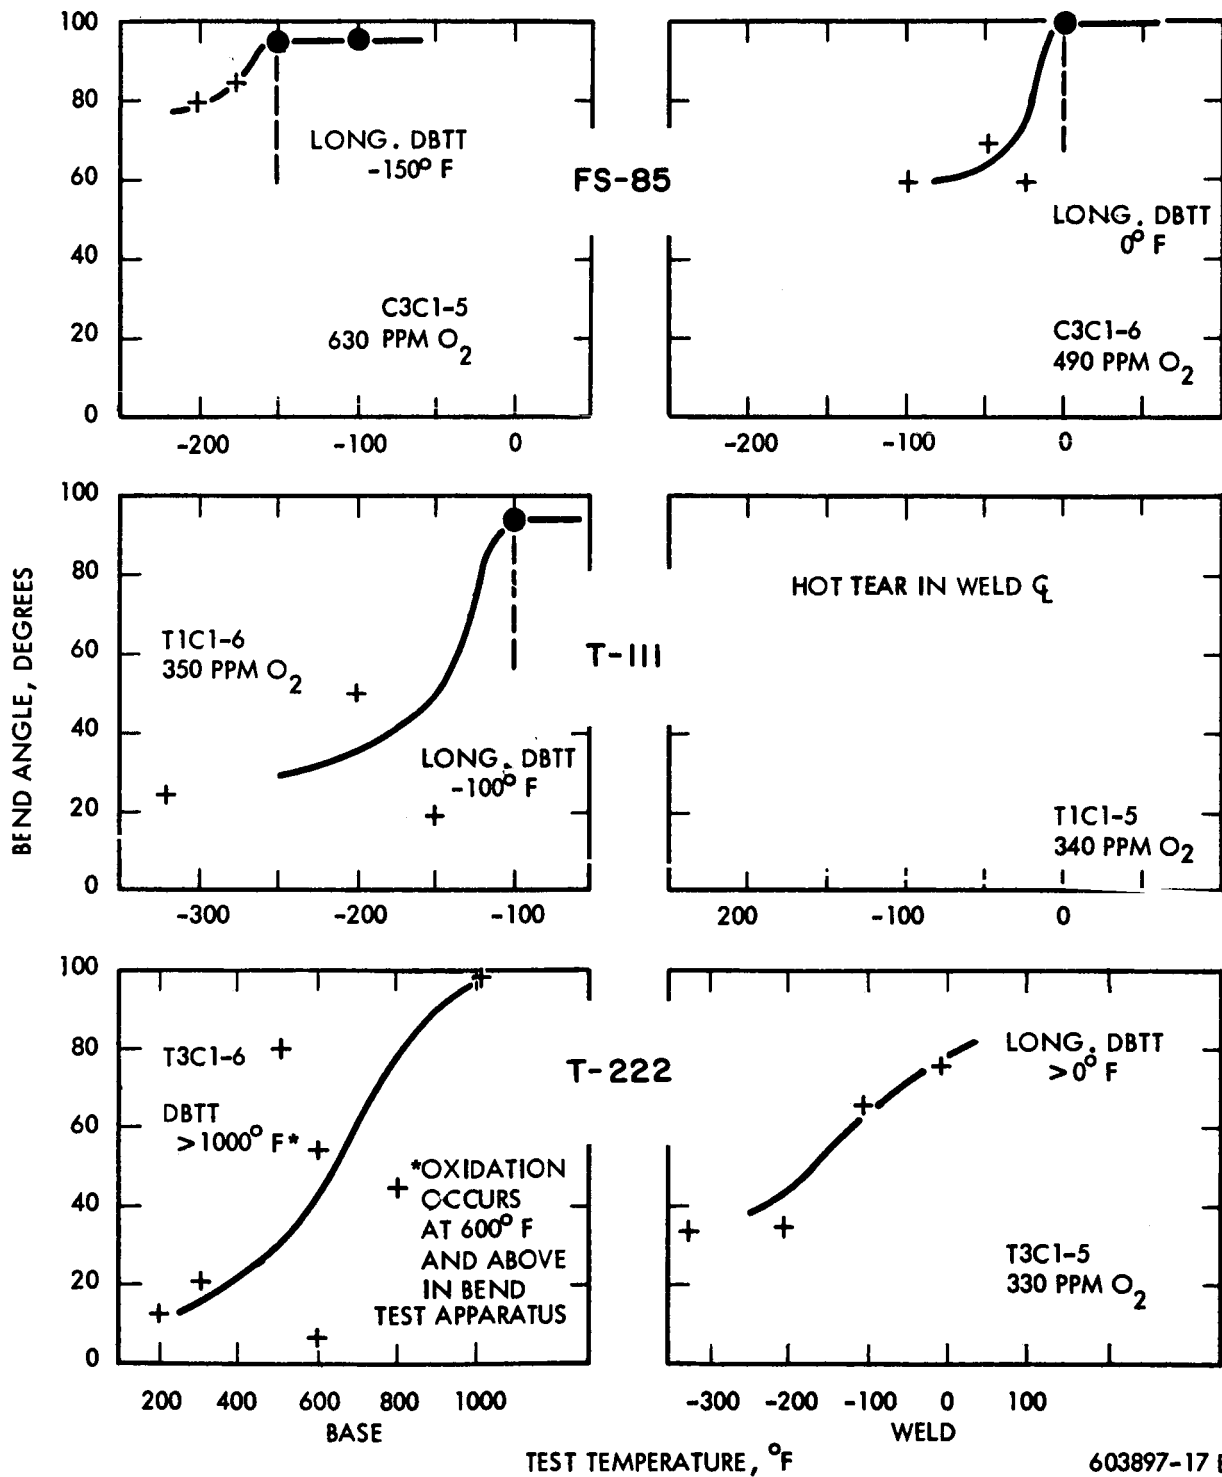 100
80
60
40
20
0
LONG. DBTT
-150° F
C3C1-5
630 PPM O2
-200
-100
0
FS-85
LONG. DBTT
0° F
C3C1-6
490 PPM O2
-200
-100
0
BEND ANGLE, DEGREES
100
80
60
40
20
0
T1C1-6
350 PPM O2
LONG. DBTT
-100° F
-300
-200
-100
T-111
HOT TEAR IN WELD ℄
T1C1-5
340 PPM O2
200
-100
0
100
80
60
40
20
0
T3C1-6
DBTT
>1000° F*
*OXIDATION
OCCURS
AT 600° F
AND ABOVE
IN BEND
TEST APPARATUS
200
400
600
800
1000
BASE
T-222
LONG. DBTT
>0° F
T3C1-5
330 PPM O2
-300
-200
-100
0
100
WELD
TEST TEMPERATURE, °F
603897-17